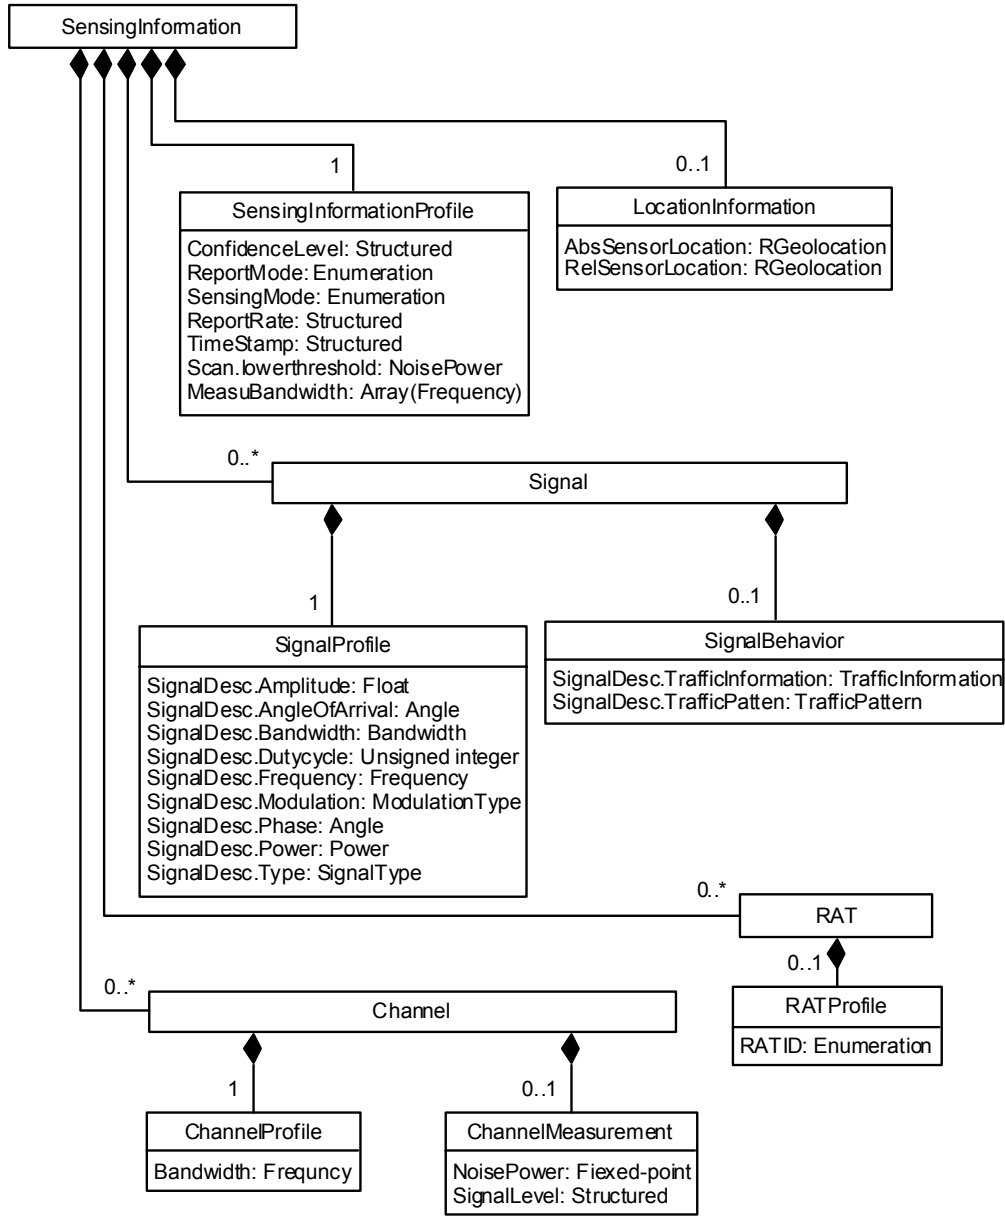 SensingInformation
1
0..1
SensingInformationProfile
ConfidenceLevel: Structured
ReportMode: Enumeration
SensingMode: Enumeration
ReportRate: Structured
TimeStamp: Structured
Scan.lowerthreshold: NoisePower
MeasuBandwidth: Array(Frequency)
LocationInformation
AbsSensorLocation: RGeolocation
RelSensorLocation: RGeolocation
0..*
Signal
1
0..1
SignalProfile
SignalDesc.Amplitude: Float
SignalDesc.AngleOfArrival: Angle
SignalDesc.Bandwidth: Bandwidth
SignalDesc.Dutycycle: Unsigned integer
SignalDesc.Frequency: Frequency
SignalDesc.Modulation: ModulationType
SignalDesc.Phase: Angle
SignalDesc.Power: Power
SignalDesc.Type: SignalType
SignalBehavior
SignalDesc.TrafficInformation: TrafficInformation
SignalDesc.TrafficPatten: TrafficPattern
0..*
RAT
0..1
RATProfile
RATID: Enumeration
0..*
Channel
1
0..1
ChannelProfile
Bandwidth: Frequncy
ChannelMeasurement
NoisePower: Fiexed-point
SignalLevel: Structured